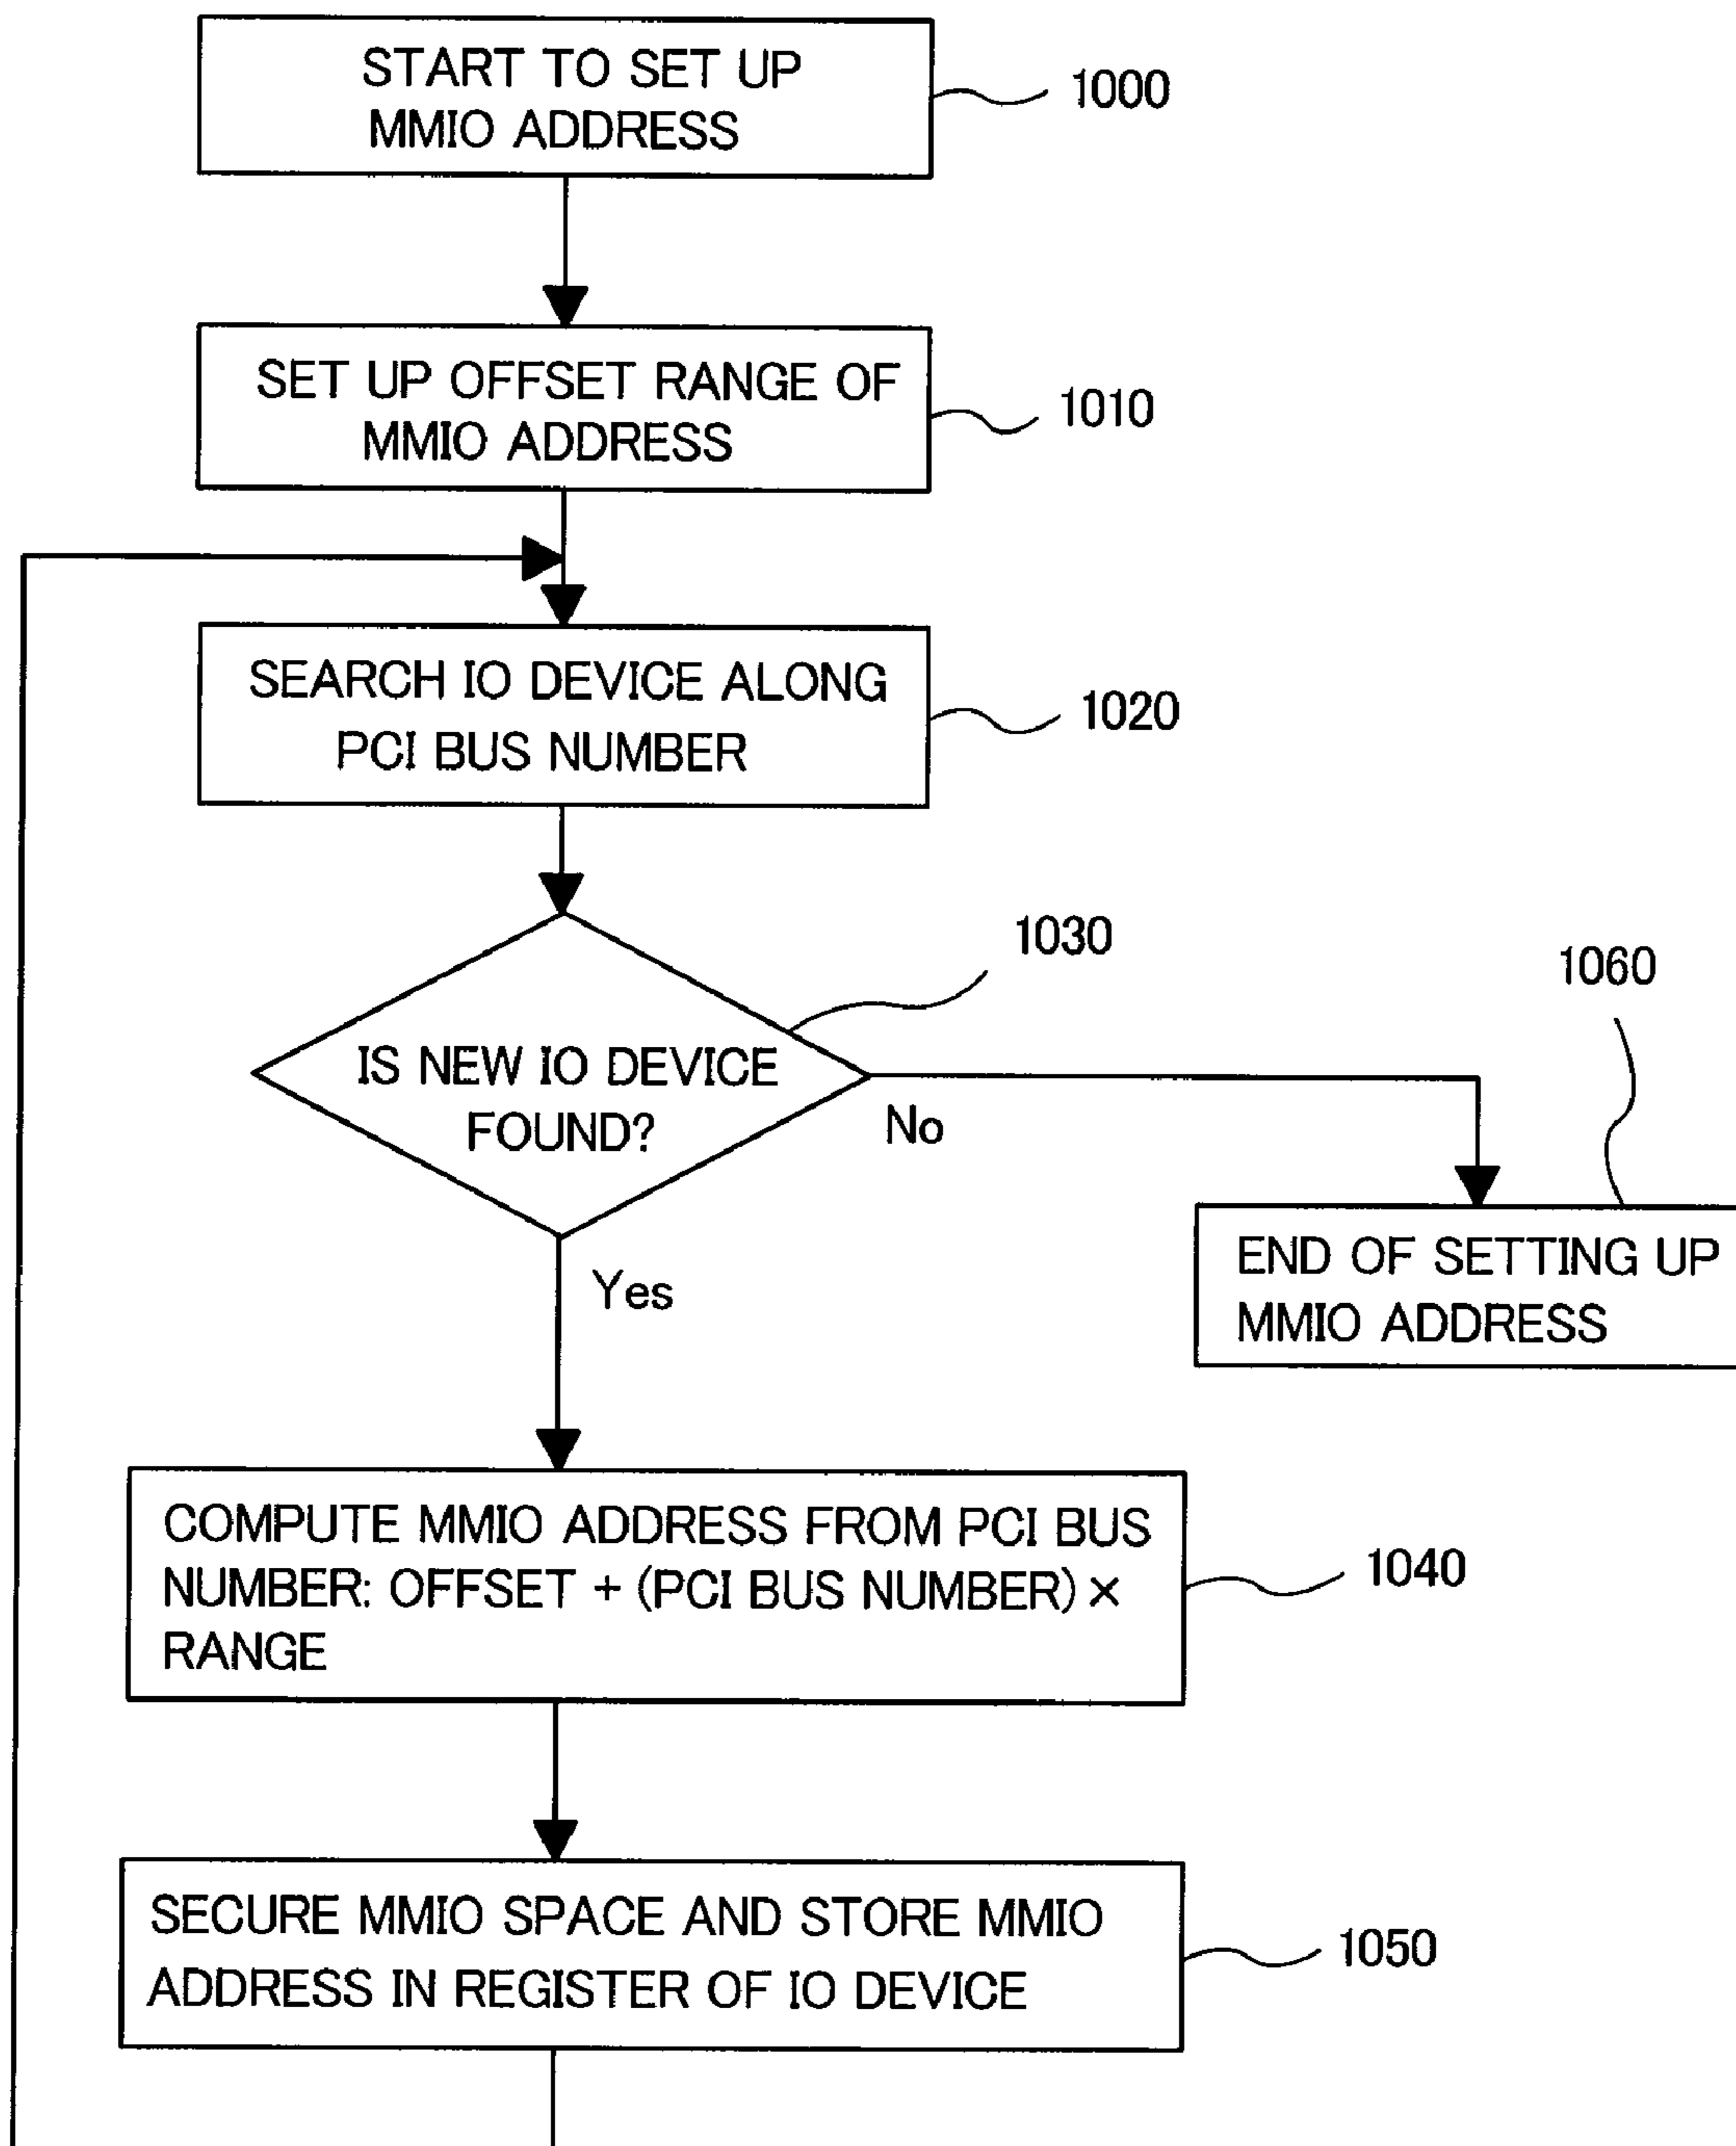 START TO SET UP
MMIO ADDRESS
1000
SET UP OFFSET RANGE OF
MMIO ADDRESS
1010
SEARCH IO DEVICE ALONG
PCI BUS NUMBER
1020
1030
IS NEW IO DEVICE
FOUND?
No
1060
END OF SETTING UP
MMIO ADDRESS
Yes
COMPUTE MMIO ADDRESS FROM PCI BUS
NUMBER: OFFSET + (PCI BUS NUMBER) ×
RANGE
1040
SECURE MMIO SPACE AND STORE MMIO
ADDRESS IN REGISTER OF IO DEVICE
1050